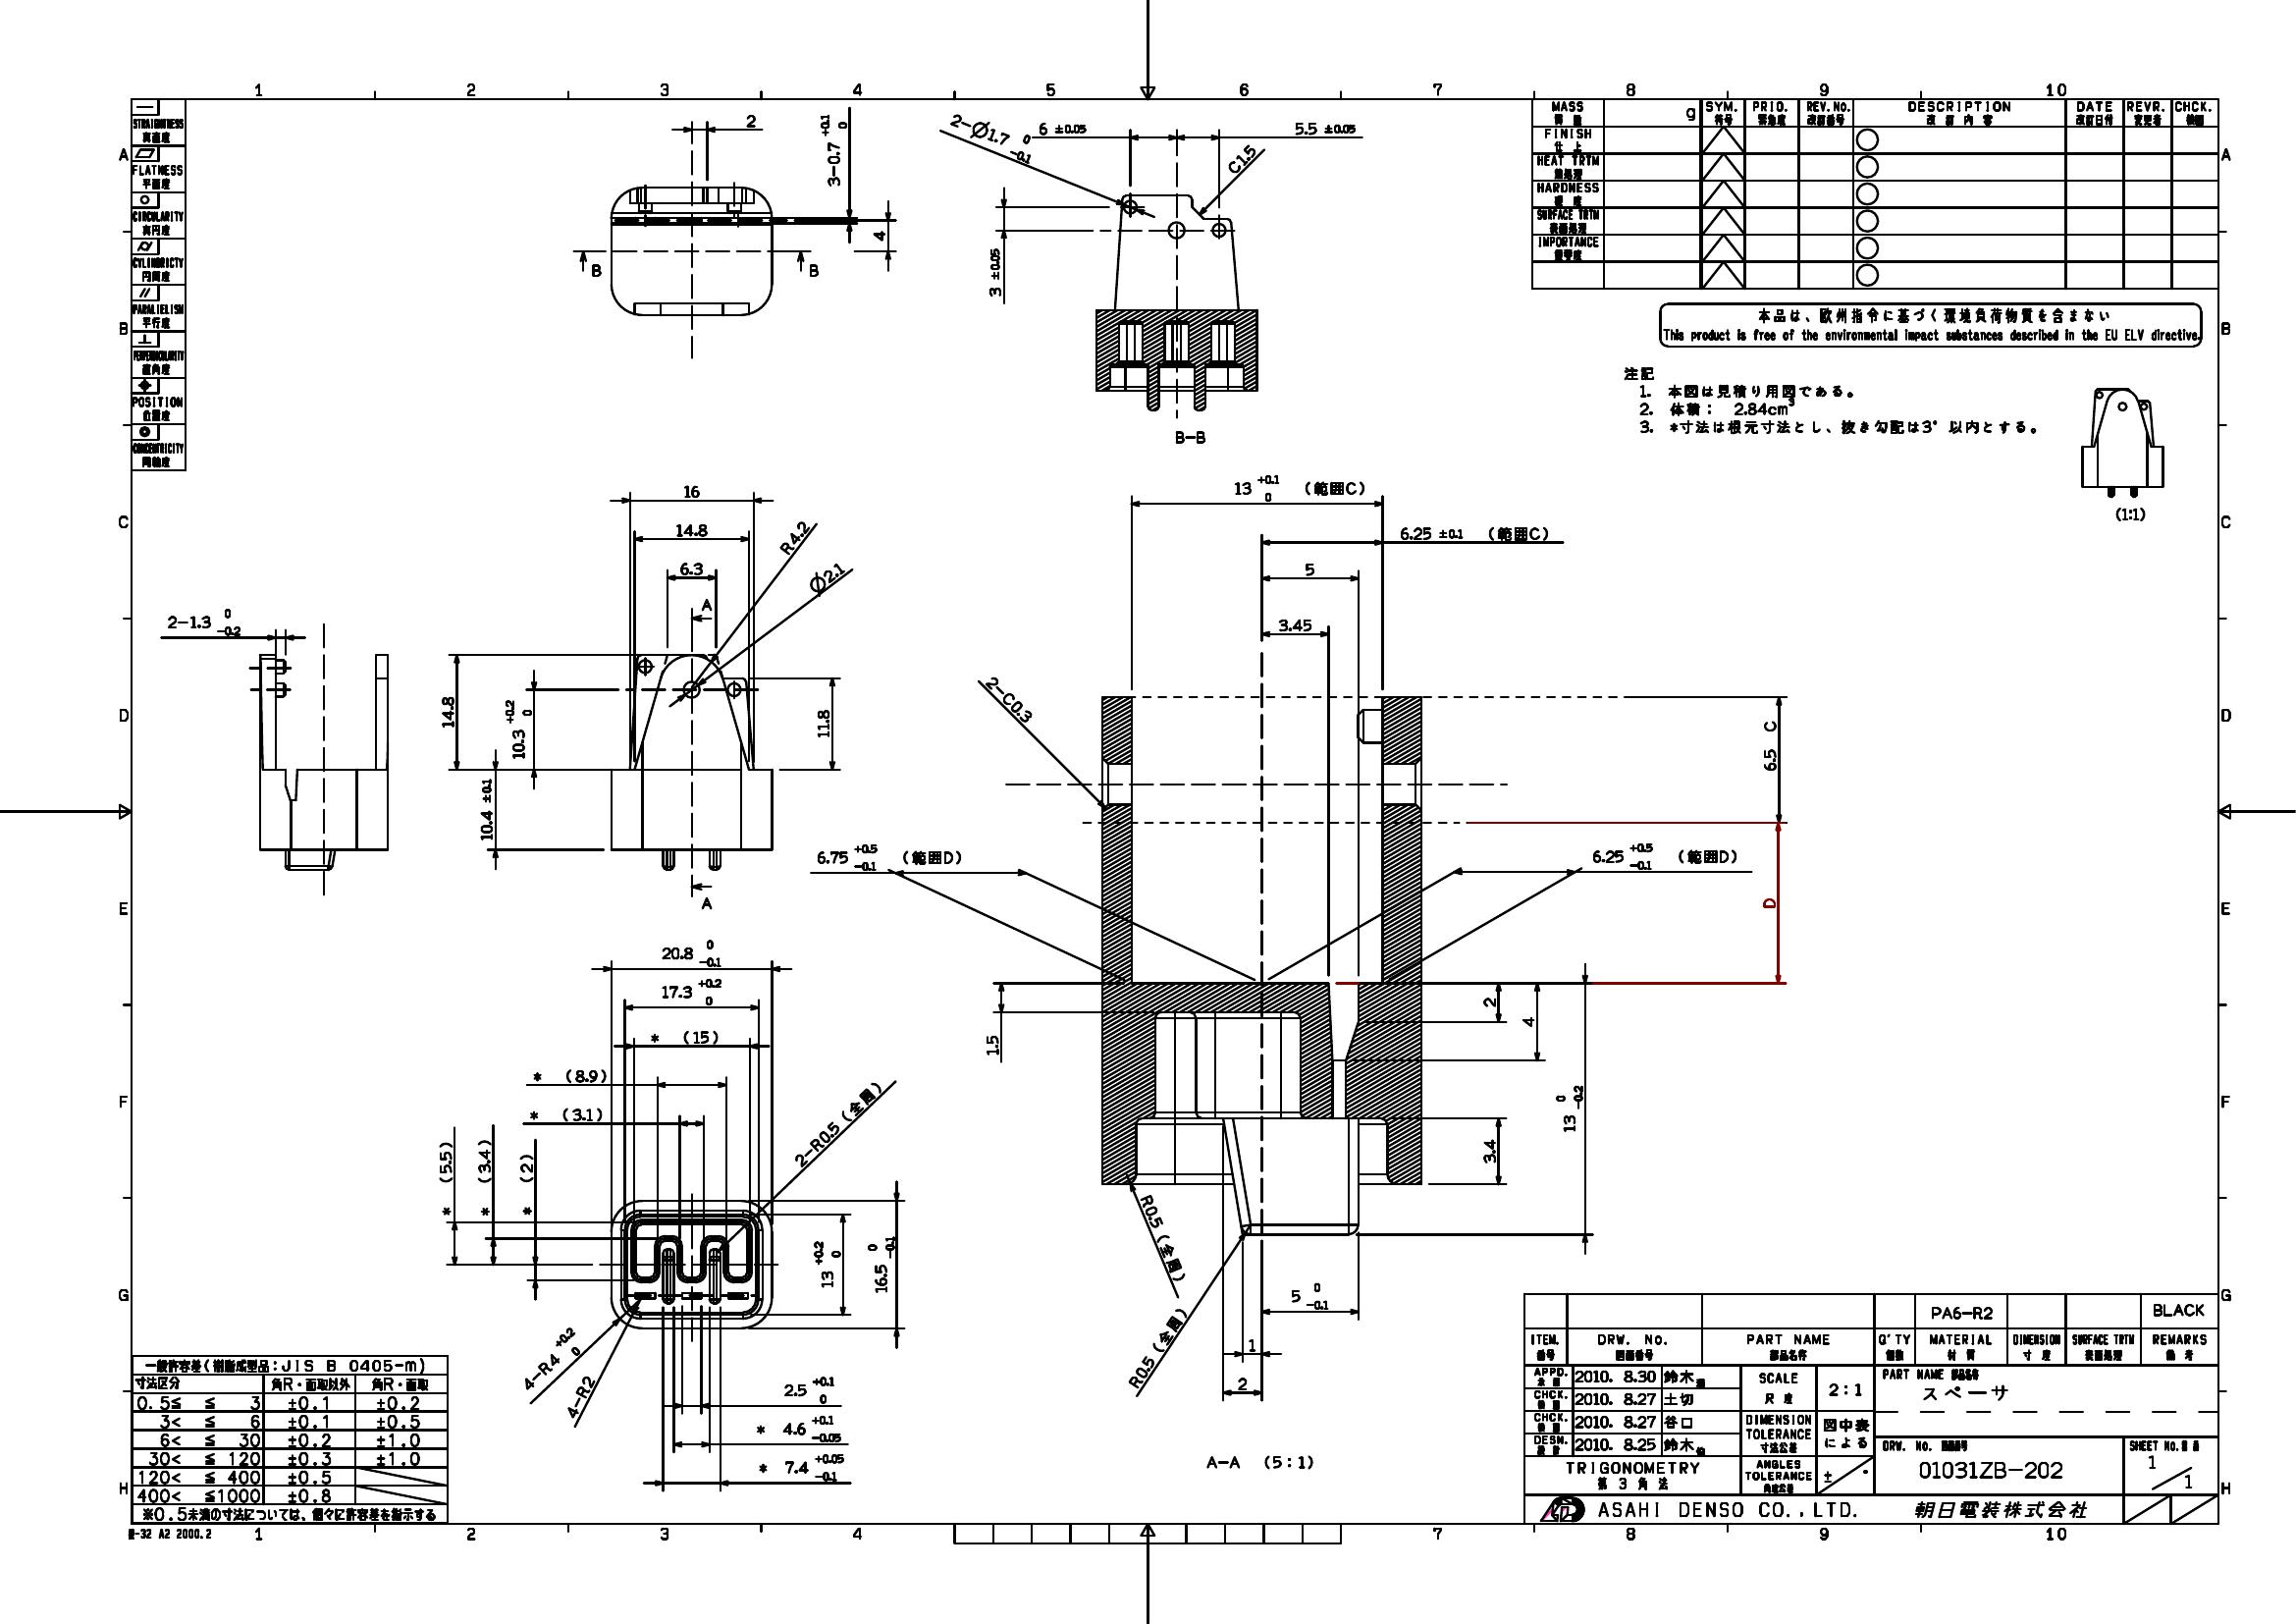 1 2 3 4 5 6 7 8 9 10
A B C D E F G H
STRAIGHTNESS
真直度
FLATNESS
平面度
CIRCULARITY
真円度
CYLINDRICTY
円筒度
PARALIELISM
平行度
直角度
POSITION
位置度
CONCENTRICITY
同軸度
2
3-0.7 +0.1 0
4
B B
2-Ø1.7 0 -0.1
6 ±0.05
5.5 ±0.05
C1.5
3 ±0.05
B-B
MASS 質量 g
SYM. 符号
PRIO. 緊急度
REV.No. 改訂番号
DESCRIPTION 改訂内容
DATE 改訂日付
REVR. 変更者
CHCK. 検図
FINISH
仕上
HEAT TRTM
熱処理
HARDNESS
硬度
SURFACE TRTM
表面処理
IMPORTANCE
重要度
本品は、欧州指令に基づく環境負荷物質を含まない
This product is free of the environmental impact substances described in the EU ELV directive.
注記
1. 本図は見積り用図である。
2. 体積： 2.84cm3
3. *寸法は根元寸法とし、抜き勾配は3° 以内とする。
(1:1)
16
14.8
6.3
R4.2
Ø2.1
A
2-1.3 0 -0.2
14.8
10.3 +0.2 0
11.8
10.4 ±0.1
A
13 +0.1 0 (範囲C)
6.25 ±0.1 (範囲C)
5
3.45
2-C0.3
6.5 C
6.75 +0.5 -0.1 (範囲D)
6.25 +0.5 -0.1 (範囲D)
D
1.5
2
4
13 0 -0.2
3.4
R0.5 (全周)
R0.5 (全周)
5 0 -0.1
1
2
A-A (5:1)
20.8 0 -0.1
17.3 +0.2 0
* (15)
* (8.9)
* (3.1)
* (5.5)
* (3.4)
* (2)
2-R0.5 (全周)
13 +0.2 0
16.5 0 -0.1
4-R4 +0.2 0
4-R2
2.5 +0.1 0
* 4.6 +0.1 -0.05
* 7.4 +0.05 -0.1
一般許容差(樹脂成型品:JIS B 0405-m)
寸法区分 角R・面取以外 角R・面取
0.5≦ ≦ 3 ±0.1 ±0.2
3< ≦ 6 ±0.1 ±0.5
6< ≦ 30 ±0.2 ±1.0
30< ≦ 120 ±0.3 ±1.0
120< ≦ 400 ±0.5
400< ≦1000 ±0.8
※0.5未満の寸法については、個々に許容差を指示する
-32 A2 2000.2
PA6-R2 BLACK
ITEM. DRW. No. PART NAME Q'TY MATERIAL DIMENSION SURFACE TRTM REMARKS
番号 図面番号 部品名称 個数 材質 寸度 表面処理 備考
APPD. 2010. 8.30 鈴木
CHCK. 2010. 8.27 土切
CHCK. 2010. 8.27 谷口
DESN. 2010. 8.25 鈴木
SCALE
尺度
2:1
DIMENSION
TOLERANCE
寸法公差
図中表
による
PART NAME 部品名称
スペーサ
DRW. NO. 図面番号
01031ZB-202
SHEET NO.
1
1
TRIGONOMETRY
第3角法
ANGLES
TOLERANCE
角度公差
± °
ASAHI DENSO CO.,LTD. 朝日電装株式会社